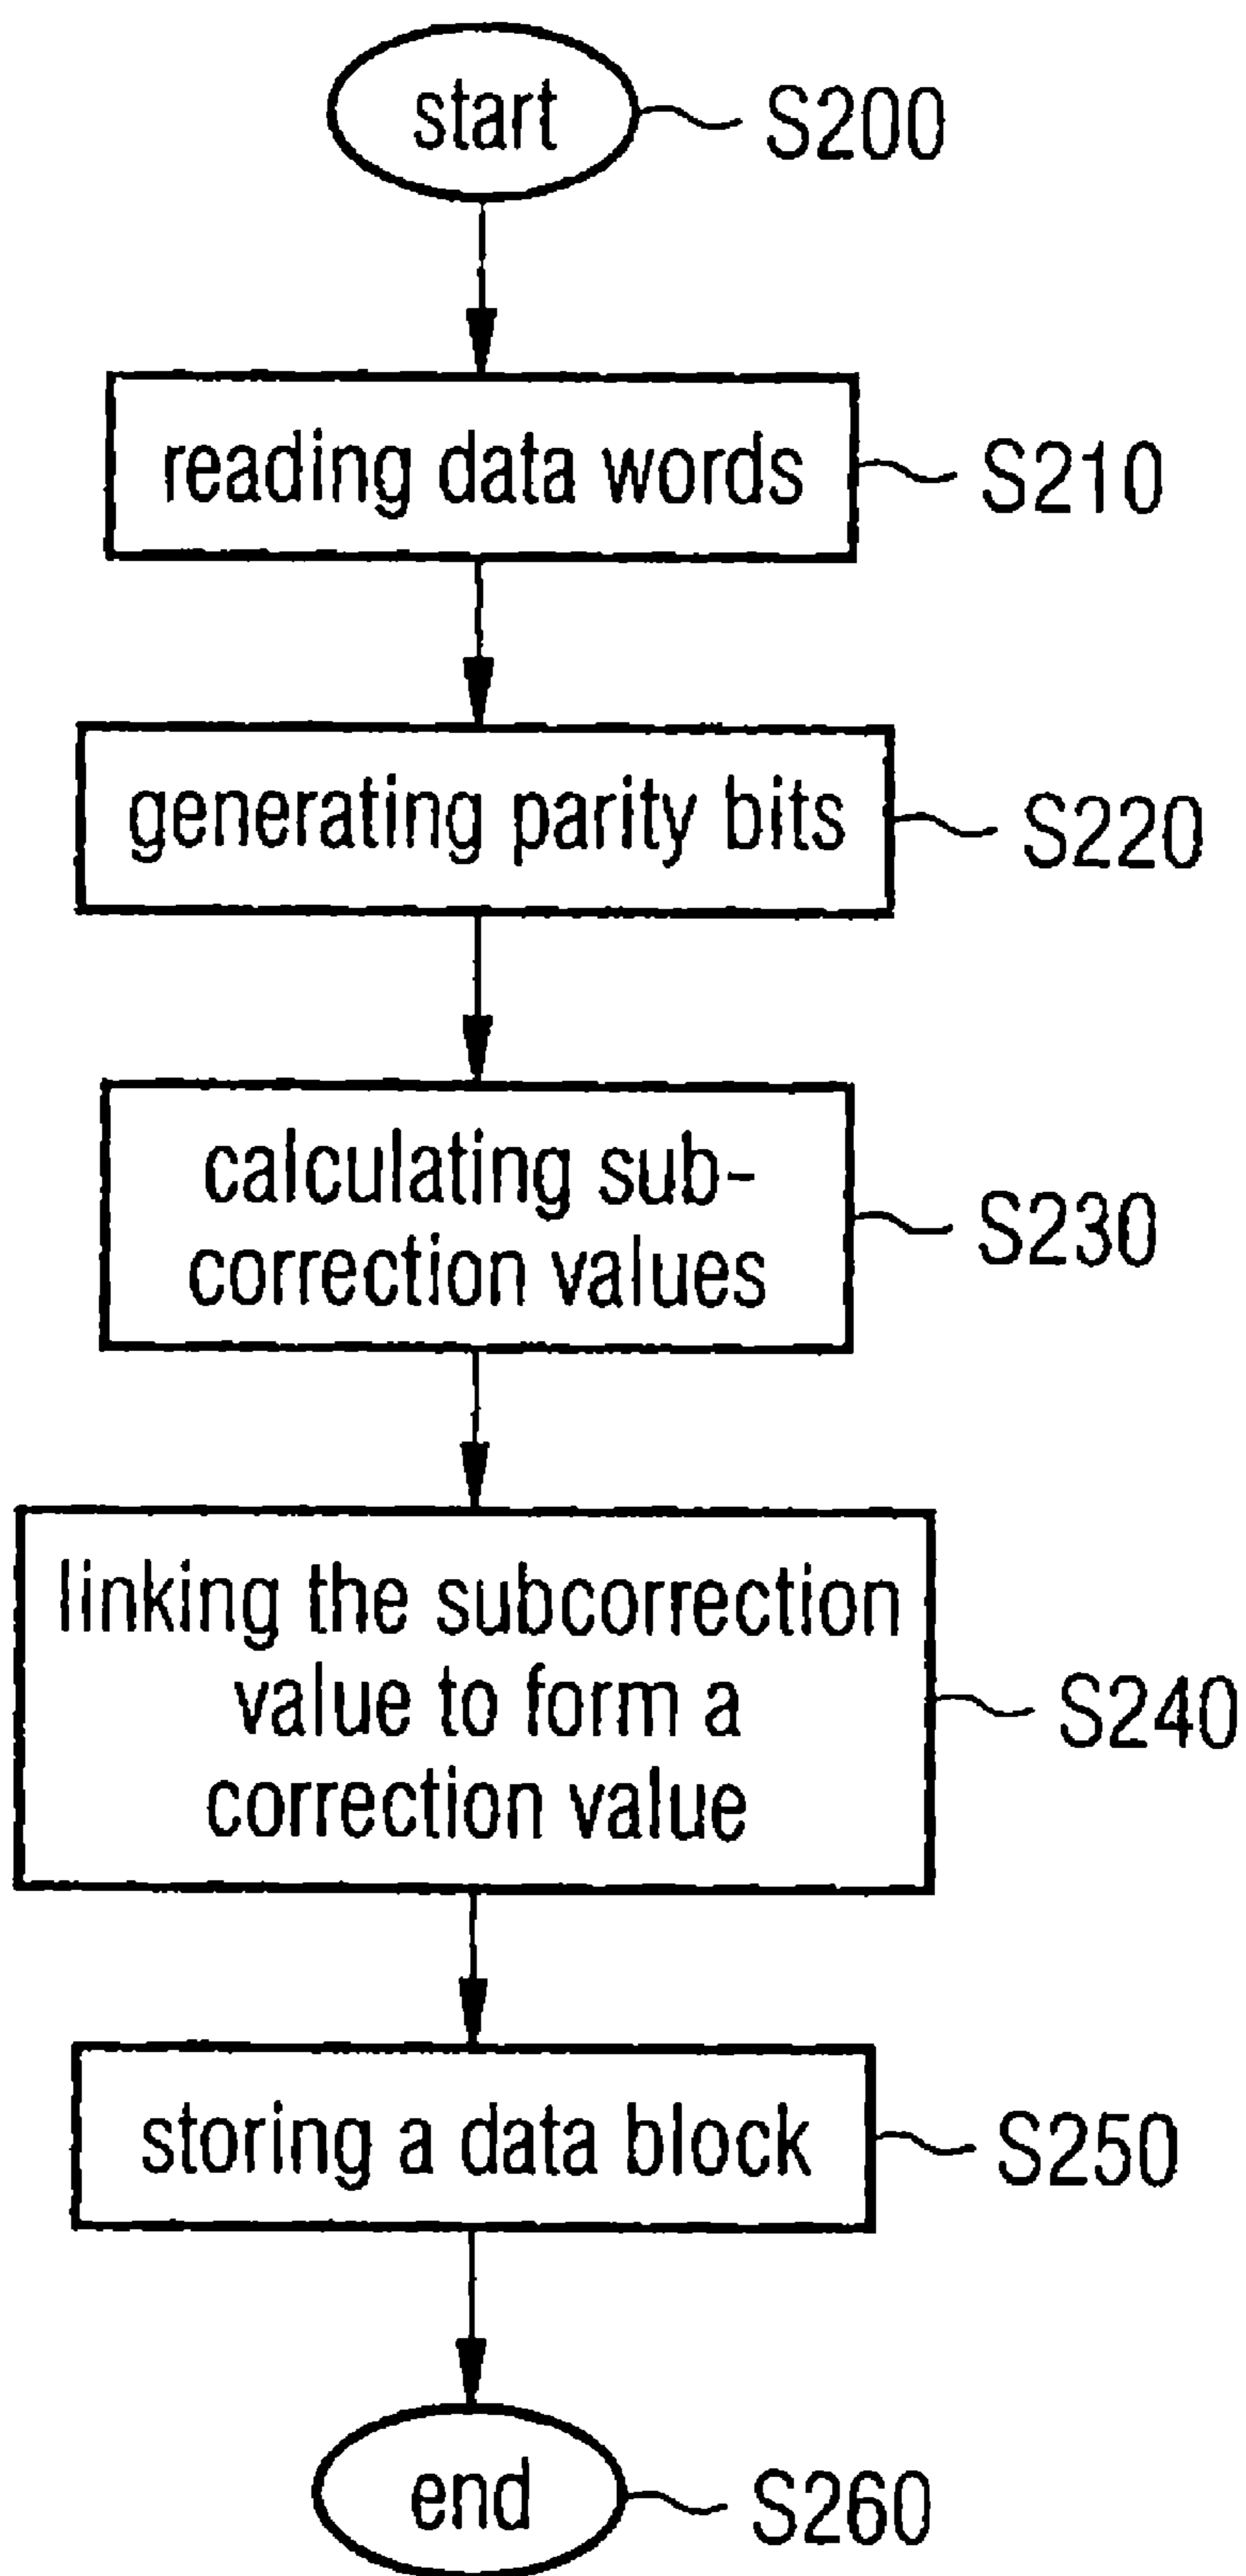 start
S200
reading data words
S210
generating parity bits
S220
calculating sub-
correction values
S230
linking the subcorrection
value to form a
correction value
S240
storing a data block
S250
end
S260